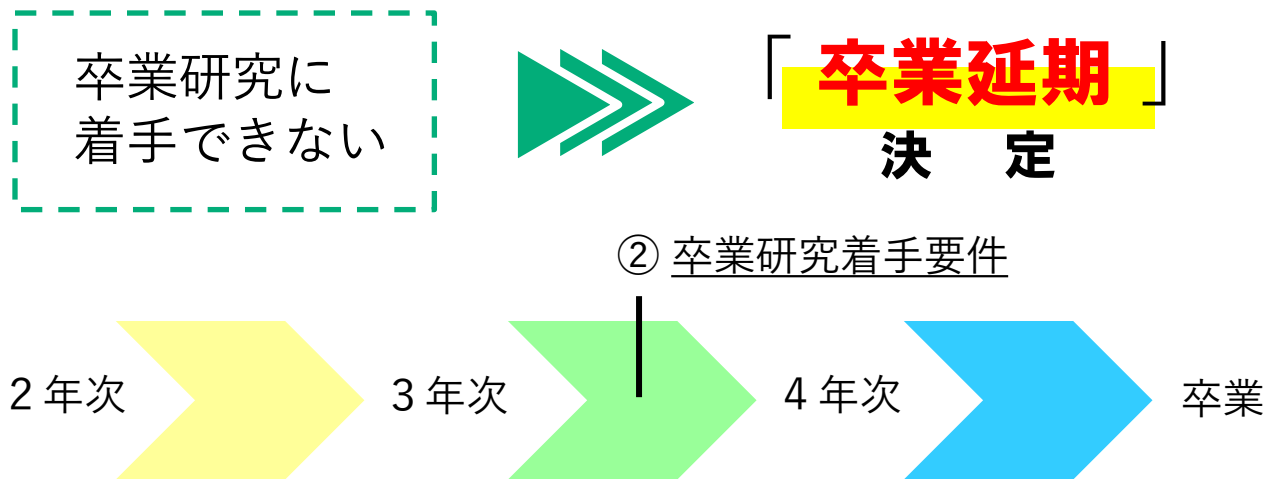 卒業研究に
着手できない
「卒業延期」
決 定
② 卒業研究着手要件
2 年次
3 年次
4 年次
卒業